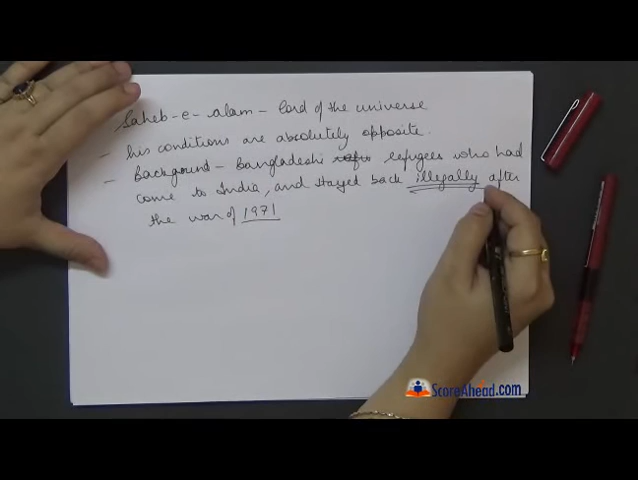 Saheb-e-Alam - Lord of the universe
- his conditions are absolutely opposite.
- Background - Bangladeshi refugees who had
come to India, and stayed back illegally after
the war of 1971
ScoreAhead.com